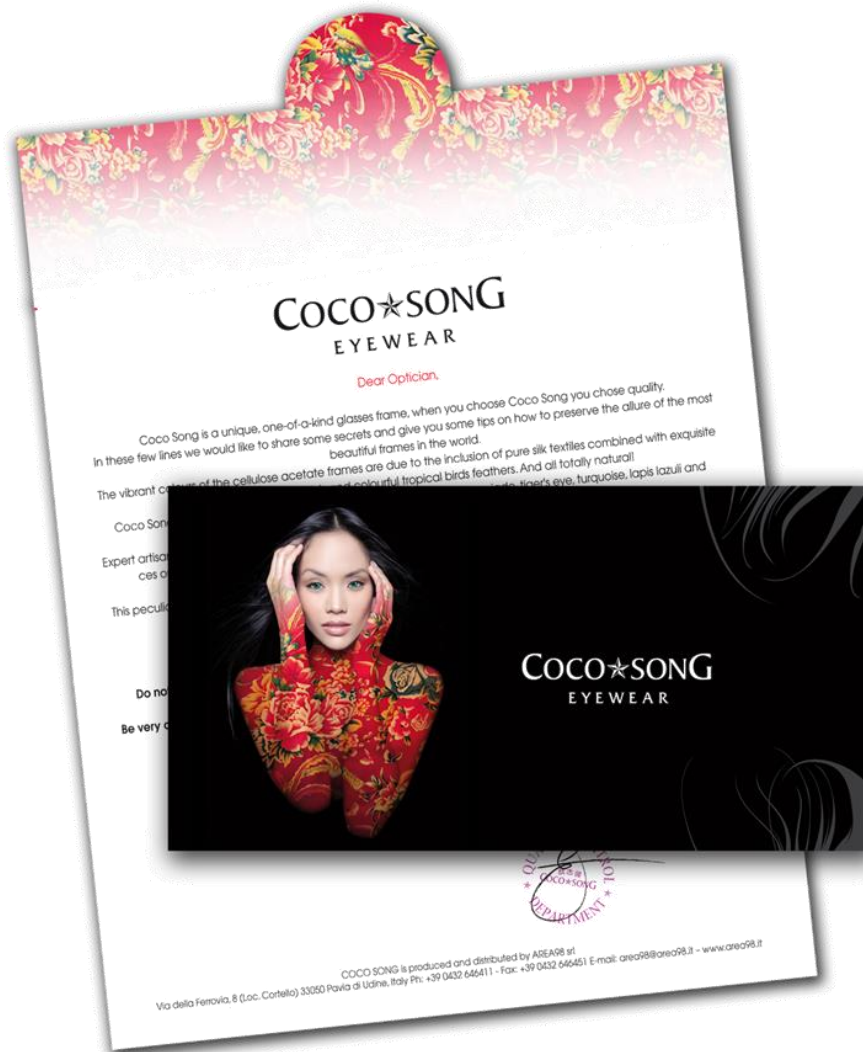 COCO★SONG
EYEWEAR
Dear Optician,
Coco Song is a unique, one-of-a-kind glasses frame, when you choose Coco Song you chose quality.
In these few lines we would like to share some secrets and give you some tips on how to preserve the allure of the most
beautiful frames in the world.
The vibrant colours of the cellulose acetate frames are due to the inclusion of pure silk textiles combined with exquisite
and colourful tropical birds feathers. And all totally natural!
Coco Song tiger's eye, turquoise, lapis lazuli and
Expert artisa
ces o
This peculi
Do no
Be very
COCO★SONG
EYEWEAR
COCO★SONG
DEPARTMENT
COCO SONG is produced and distributed by AREA98 srl
Via della Ferrovia, 8 (Loc. Cortello) 33050 Pavia di Udine, Italy Ph: +39 0432 646411 - Fax: +39 0432 646451 E-mail: area98@area98.it - www.area98.it